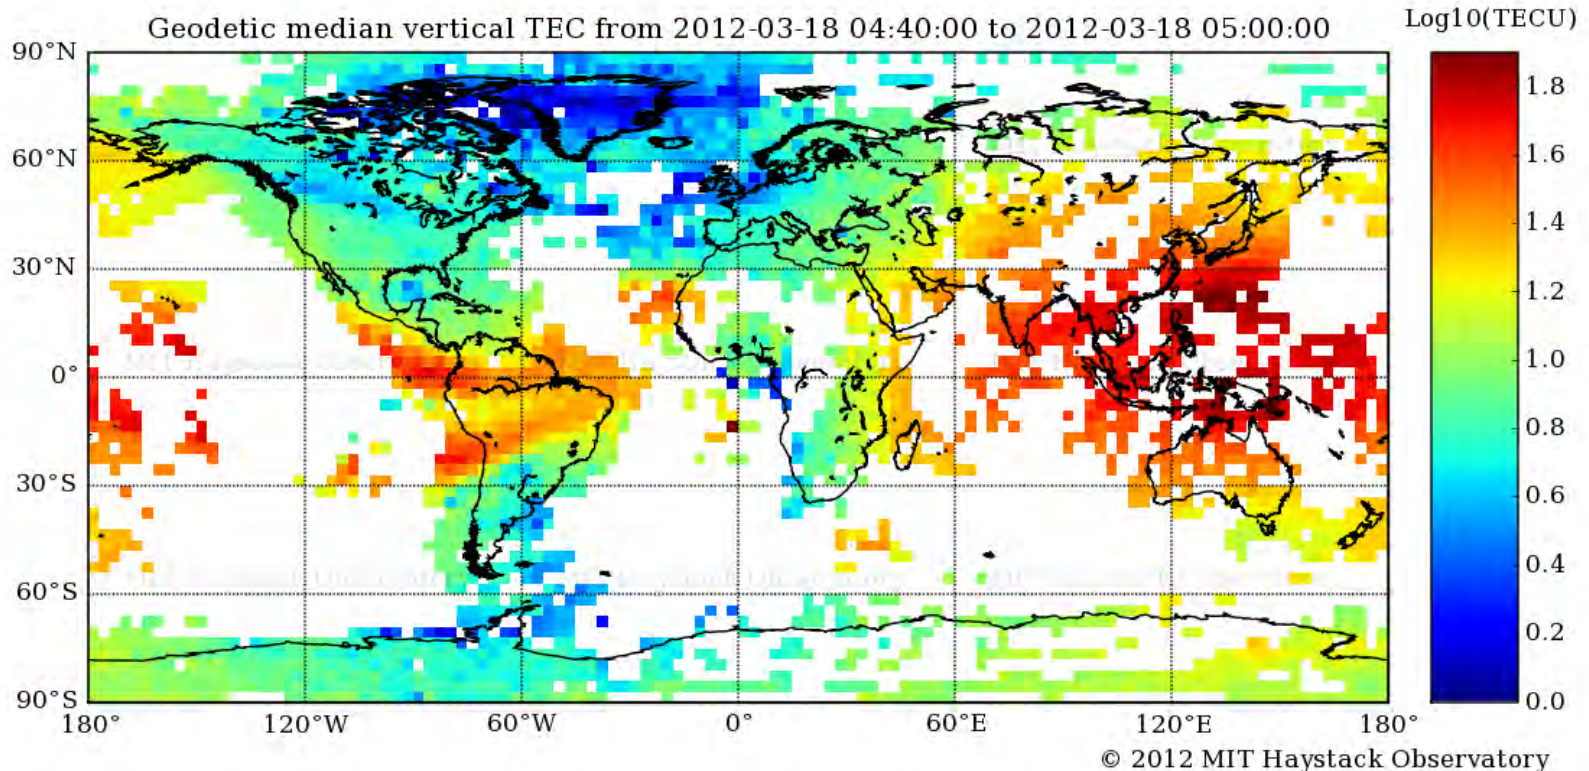 Geodetic median vertical TEC from 2012-03-18 04:40:00 to 2012-03-18 05:00:00
Log10(TECU)
90°N
60°N
30°N
0°
30°S
60°S
90°S
180°
120°W
60°W
0°
60°E
120°E
180°
1.8
1.6
1.4
1.2
1.0
0.8
0.6
0.4
0.2
0.0
© 2012 MIT Haystack Observatory